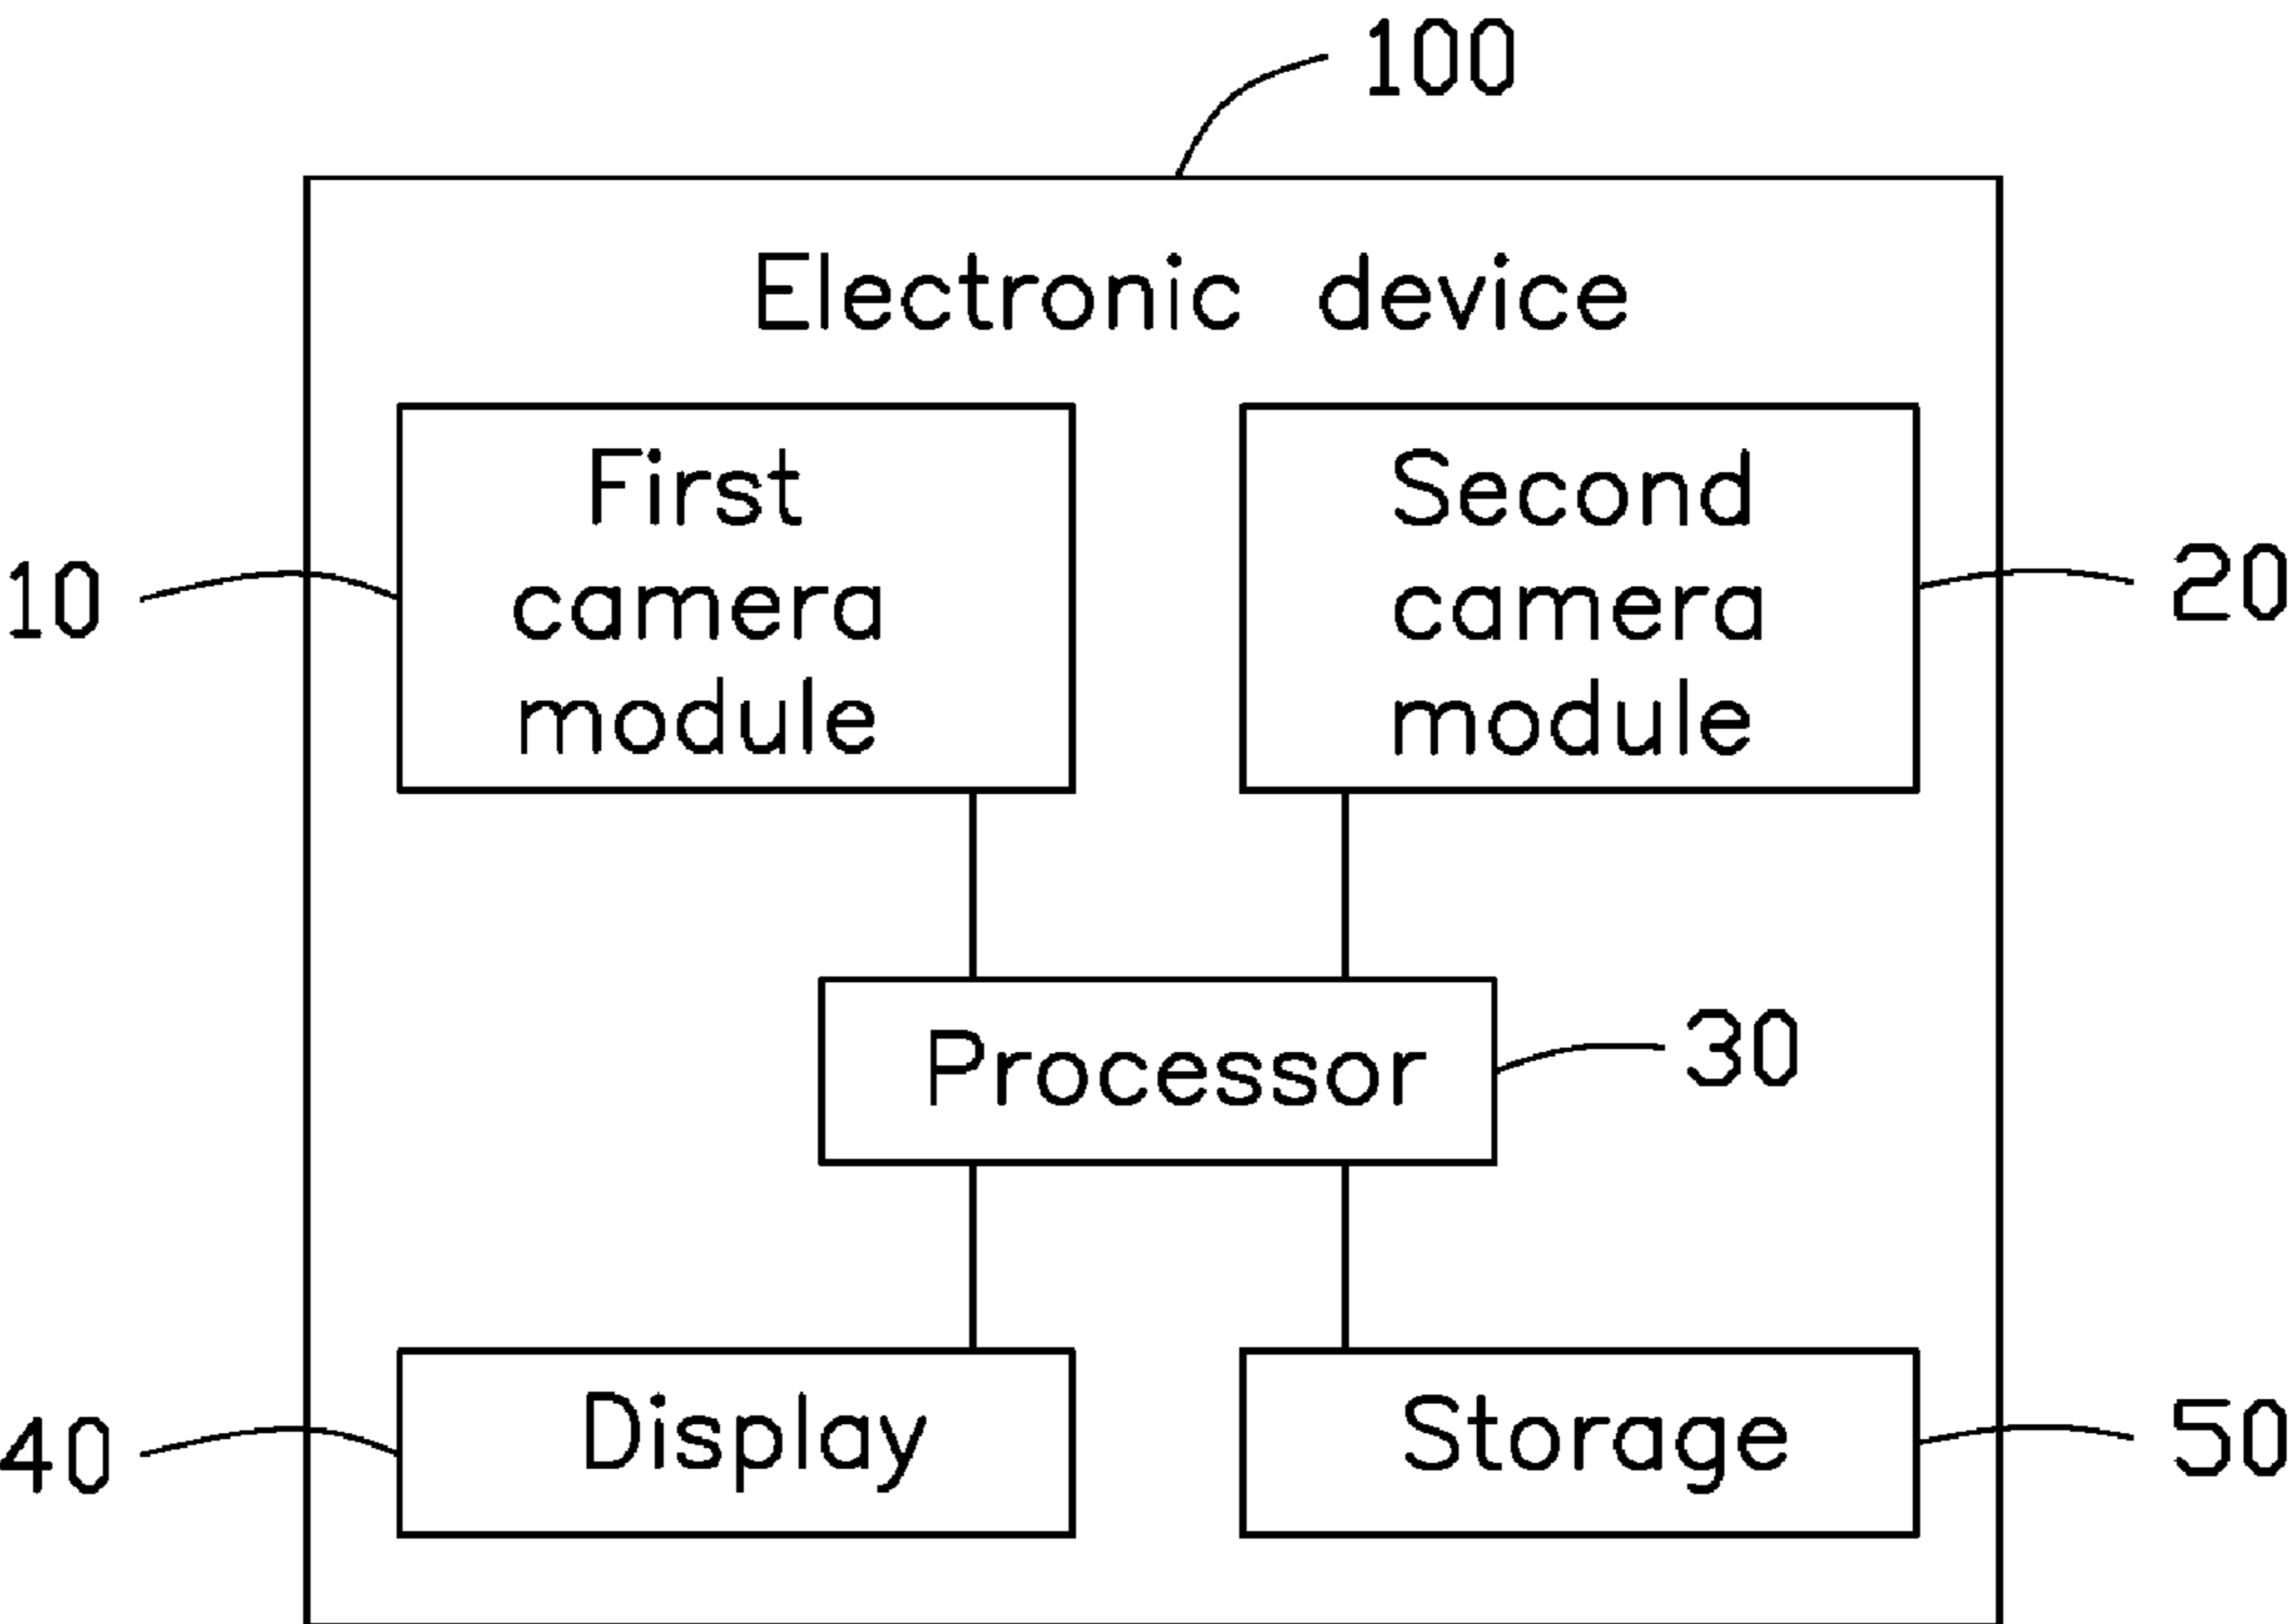 100
Electronic device
First
camera
module
10
Second
camera
module
20
Processor
30
Display
40
Storage
50